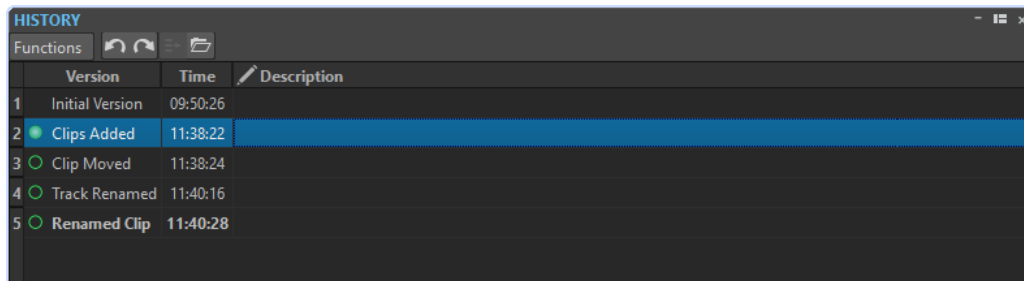 HISTORY
Functions
Version Time Description
1 Initial Version 09:50:26
2 Clips Added 11:38:22
3 Clip Moved 11:38:24
4 Track Renamed 11:40:16
5 Renamed Clip 11:40:28